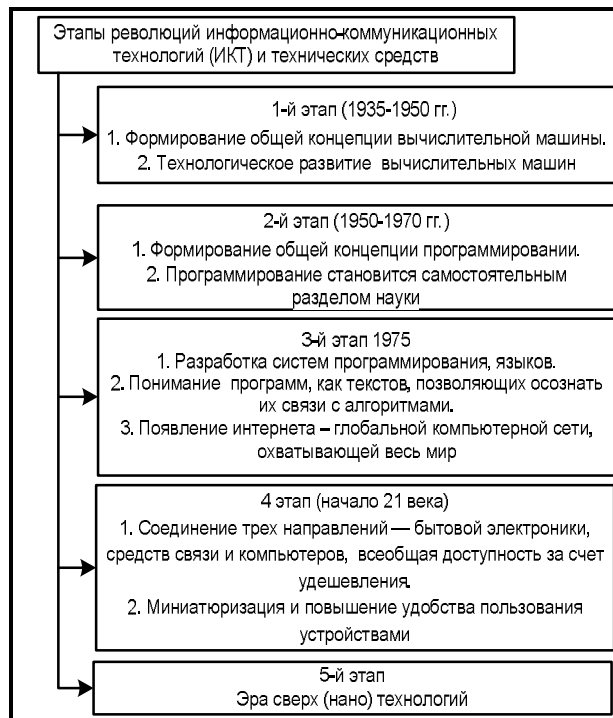 Этапы революций информационно-коммуникационных
технологий (ИКТ) и технических средств
1-й этап (1935-1950 гг.)
1. Формирование общей концепции вычислительной машины.
2. Технологическое развитие вычислительных машин
2-й этап (1950-1970 гг.)
1. Формирование общей концепции программировании.
2. Программирование становится самостоятельным
разделом науки
3-й этап 1975
1. Разработка систем программирования, языков.
2. Понимание программ, как текстов, позволяющих осознать
их связи с алгоритмами.
3. Появление интернета – глобальной компьютерной сети,
охватывающей весь мир
4 этап (начало 21 века)
1. Соединение трех направлений — бытовой электроники,
средств связи и компьютеров, всеобщая доступность за счет
удешевления.
2. Миниатюризация и повышение удобства пользования
устройствами
5-й этап
Эра сверх (нано) технологий